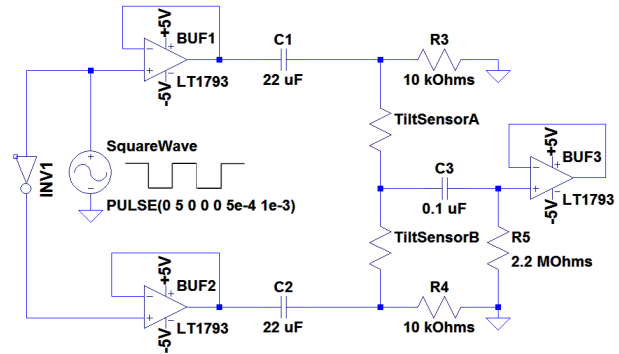 +5V
BUF1
LT1793
-5V
C1
22 uF
R3
10 kOhms
TiltSensorA
SquareWave
INV1
PULSE(0 5 0 0 0 5e-4 1e-3)
C3
0.1 uF
+5V
BUF3
LT1793
-5V
TiltSensorB
R5
2.2 MOhms
+5V
BUF2
LT1793
-5V
C2
22 uF
R4
10 kOhms